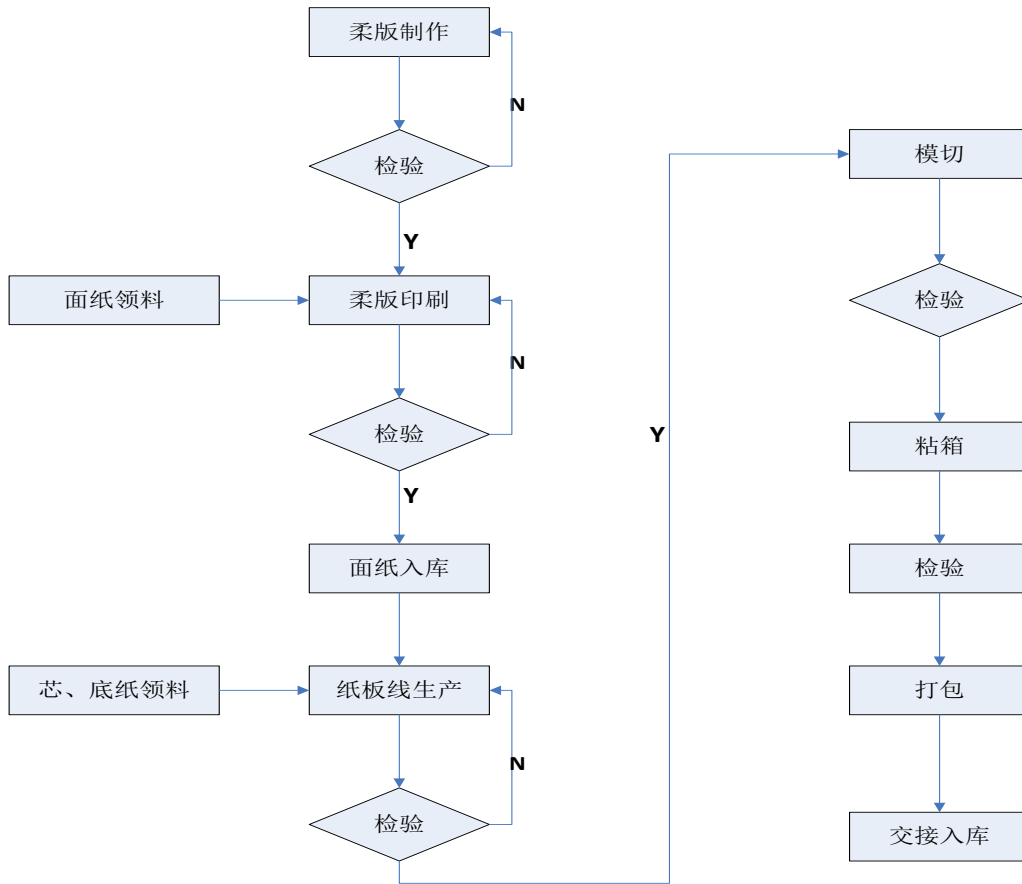 柔版制作
N
检验
Y
面纸领料
柔版印刷
N
检验
Y
面纸入库
芯、底纸领料
纸板线生产
N
检验
Y
模切
检验
粘箱
检验
打包
交接入库